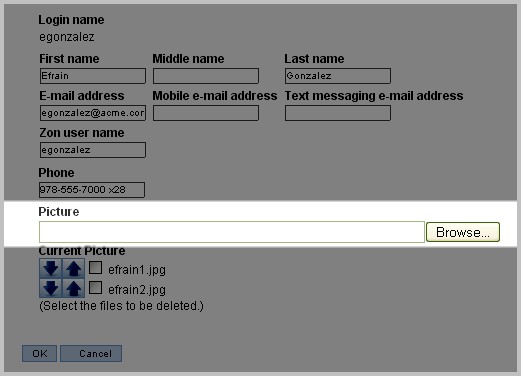 Login name
egonzalez
First name Middle name Last name
Efrain Gonzalez
E-mail address Mobile e-mail address Text messaging e-mail address
egonzalez@acme.cor
Zon user name
egonzalez
Phone
978-555-7000 x28
Picture
Browse...
Current Picture
efrain1.jpg
efrain2.jpg
(Select the files to be deleted.)
OK Cancel